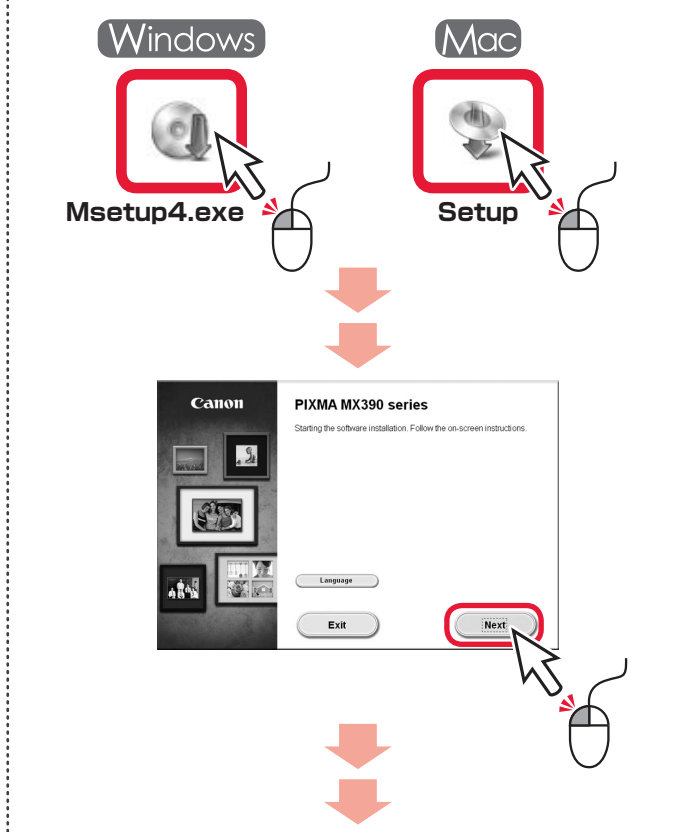 Windows
Mac
Msetup4.exe
Setup
Canon
PIXMA MX390 series
Starting the software installation. Follow the on-screen instructions.
Language
Exit
Next